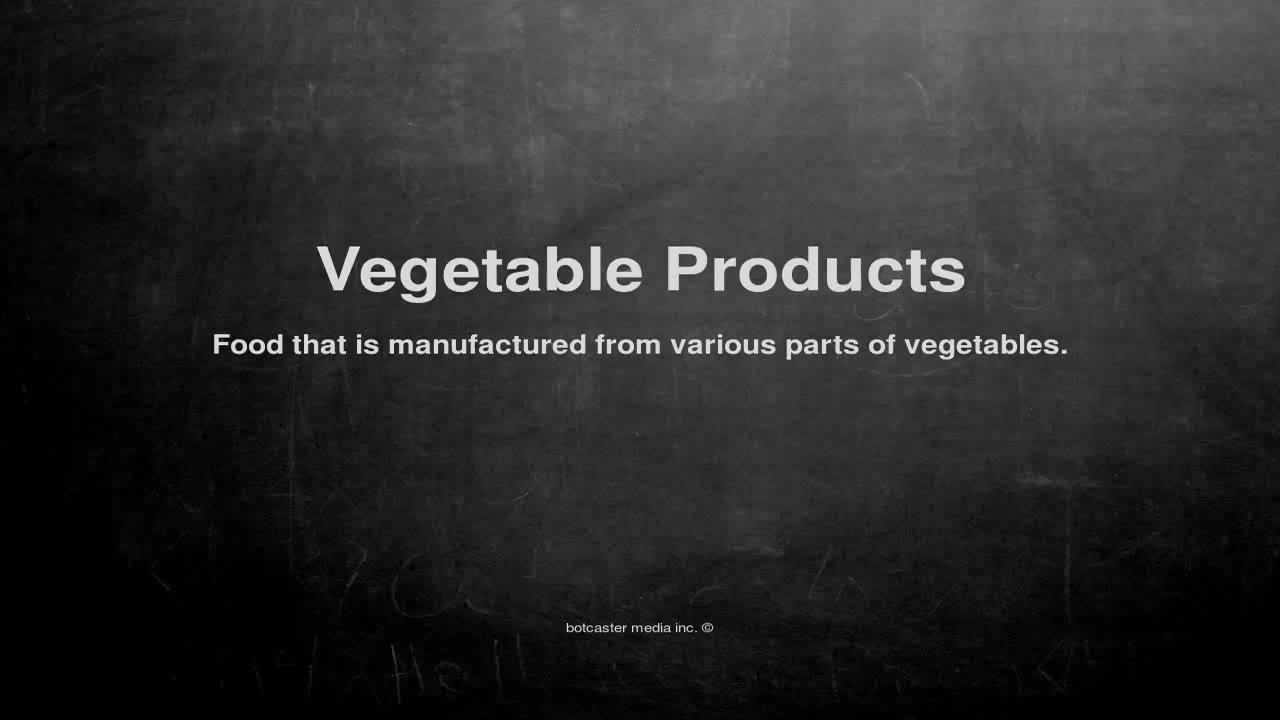 Vegetable Products
Food that is manufactured from various parts of vegetables.
botcaster media inc. ©